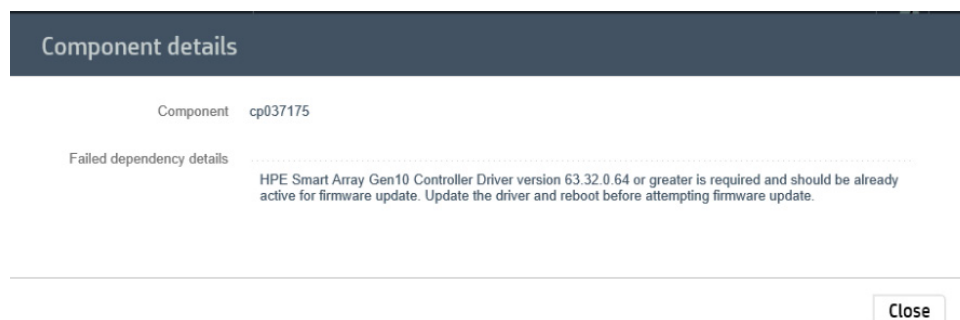 Component details
Component cp037175
Failed dependency details
HPE Smart Array Gen10 Controller Driver version 63.32.0.64 or greater is required and should be already
active for firmware update. Update the driver and reboot before attempting firmware update.
Close